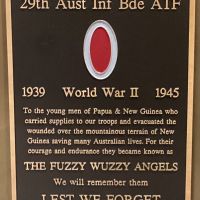 29th Aust Inf Bde AIF
1939 World War II 1945
To the young men of Papua & New Guinea who
carried supplies to our troops and evacuated the
wounded over the mountainous terrain of New
Guinea saving many Australian lives. For their
courage and endurance they became known as
THE FUZZY WUZZY ANGELS
We will remember them
LEST WE FORGET